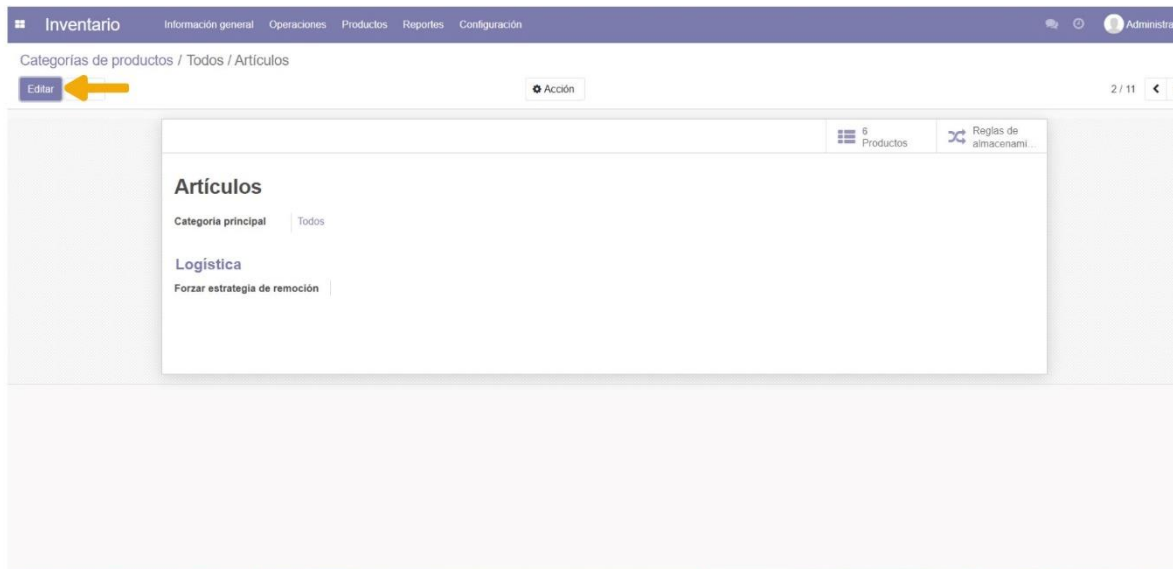 Inventario Información general Operaciones Productos Reportes Configuración Administra
Categorías de productos / Todos / Artículos
Editar Acción 2 / 11
6 Productos
Reglas de almacenami...
Artículos
Categoría principal Todos
Logística
Forzar estrategia de remoción